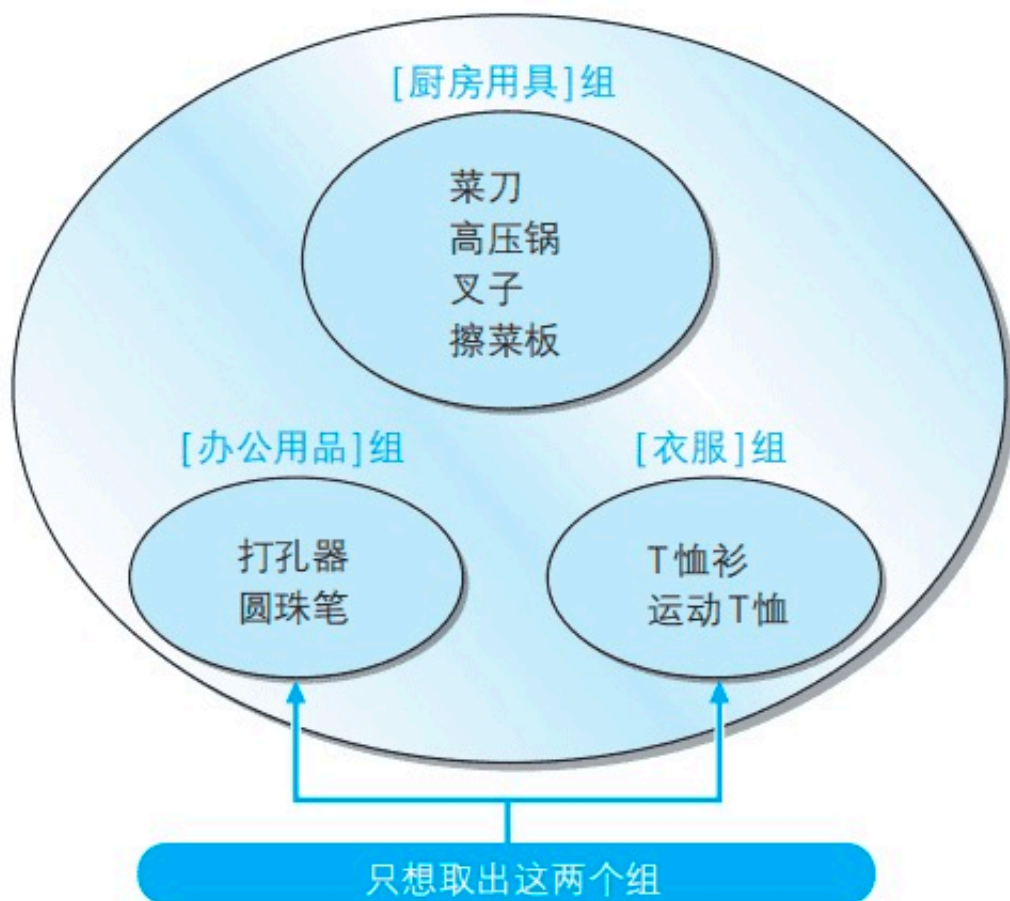 [厨房用具]组
菜刀
高压锅
叉子
擦菜板
[办公用品]组
打孔器
圆珠笔
[衣服]组
T恤衫
运动T恤
只想取出这两个组